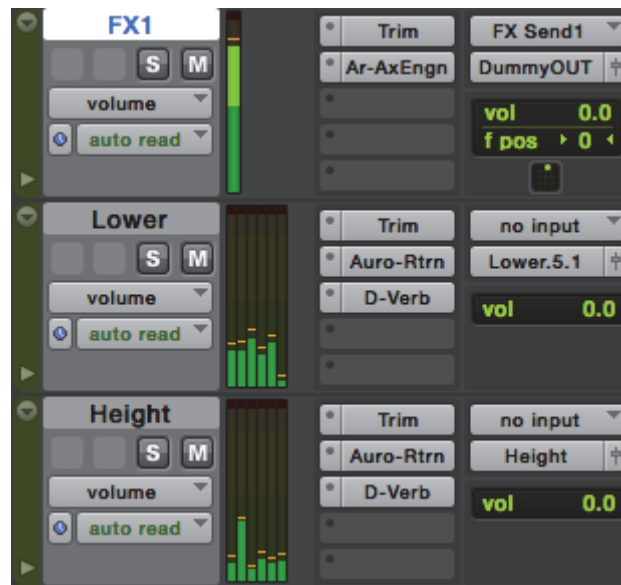 FX1
S M
volume
auto read
Trim
Ar-AxEngn
FX Send1
DummyOUT
vol 0.0
f pos 0
Lower
S M
volume
auto read
Trim
Auro-Rtrn
D-Verb
no input
Lower.5.1
vol 0.0
Height
S M
volume
auto read
Trim
Auro-Rtrn
D-Verb
no input
Height
vol 0.0